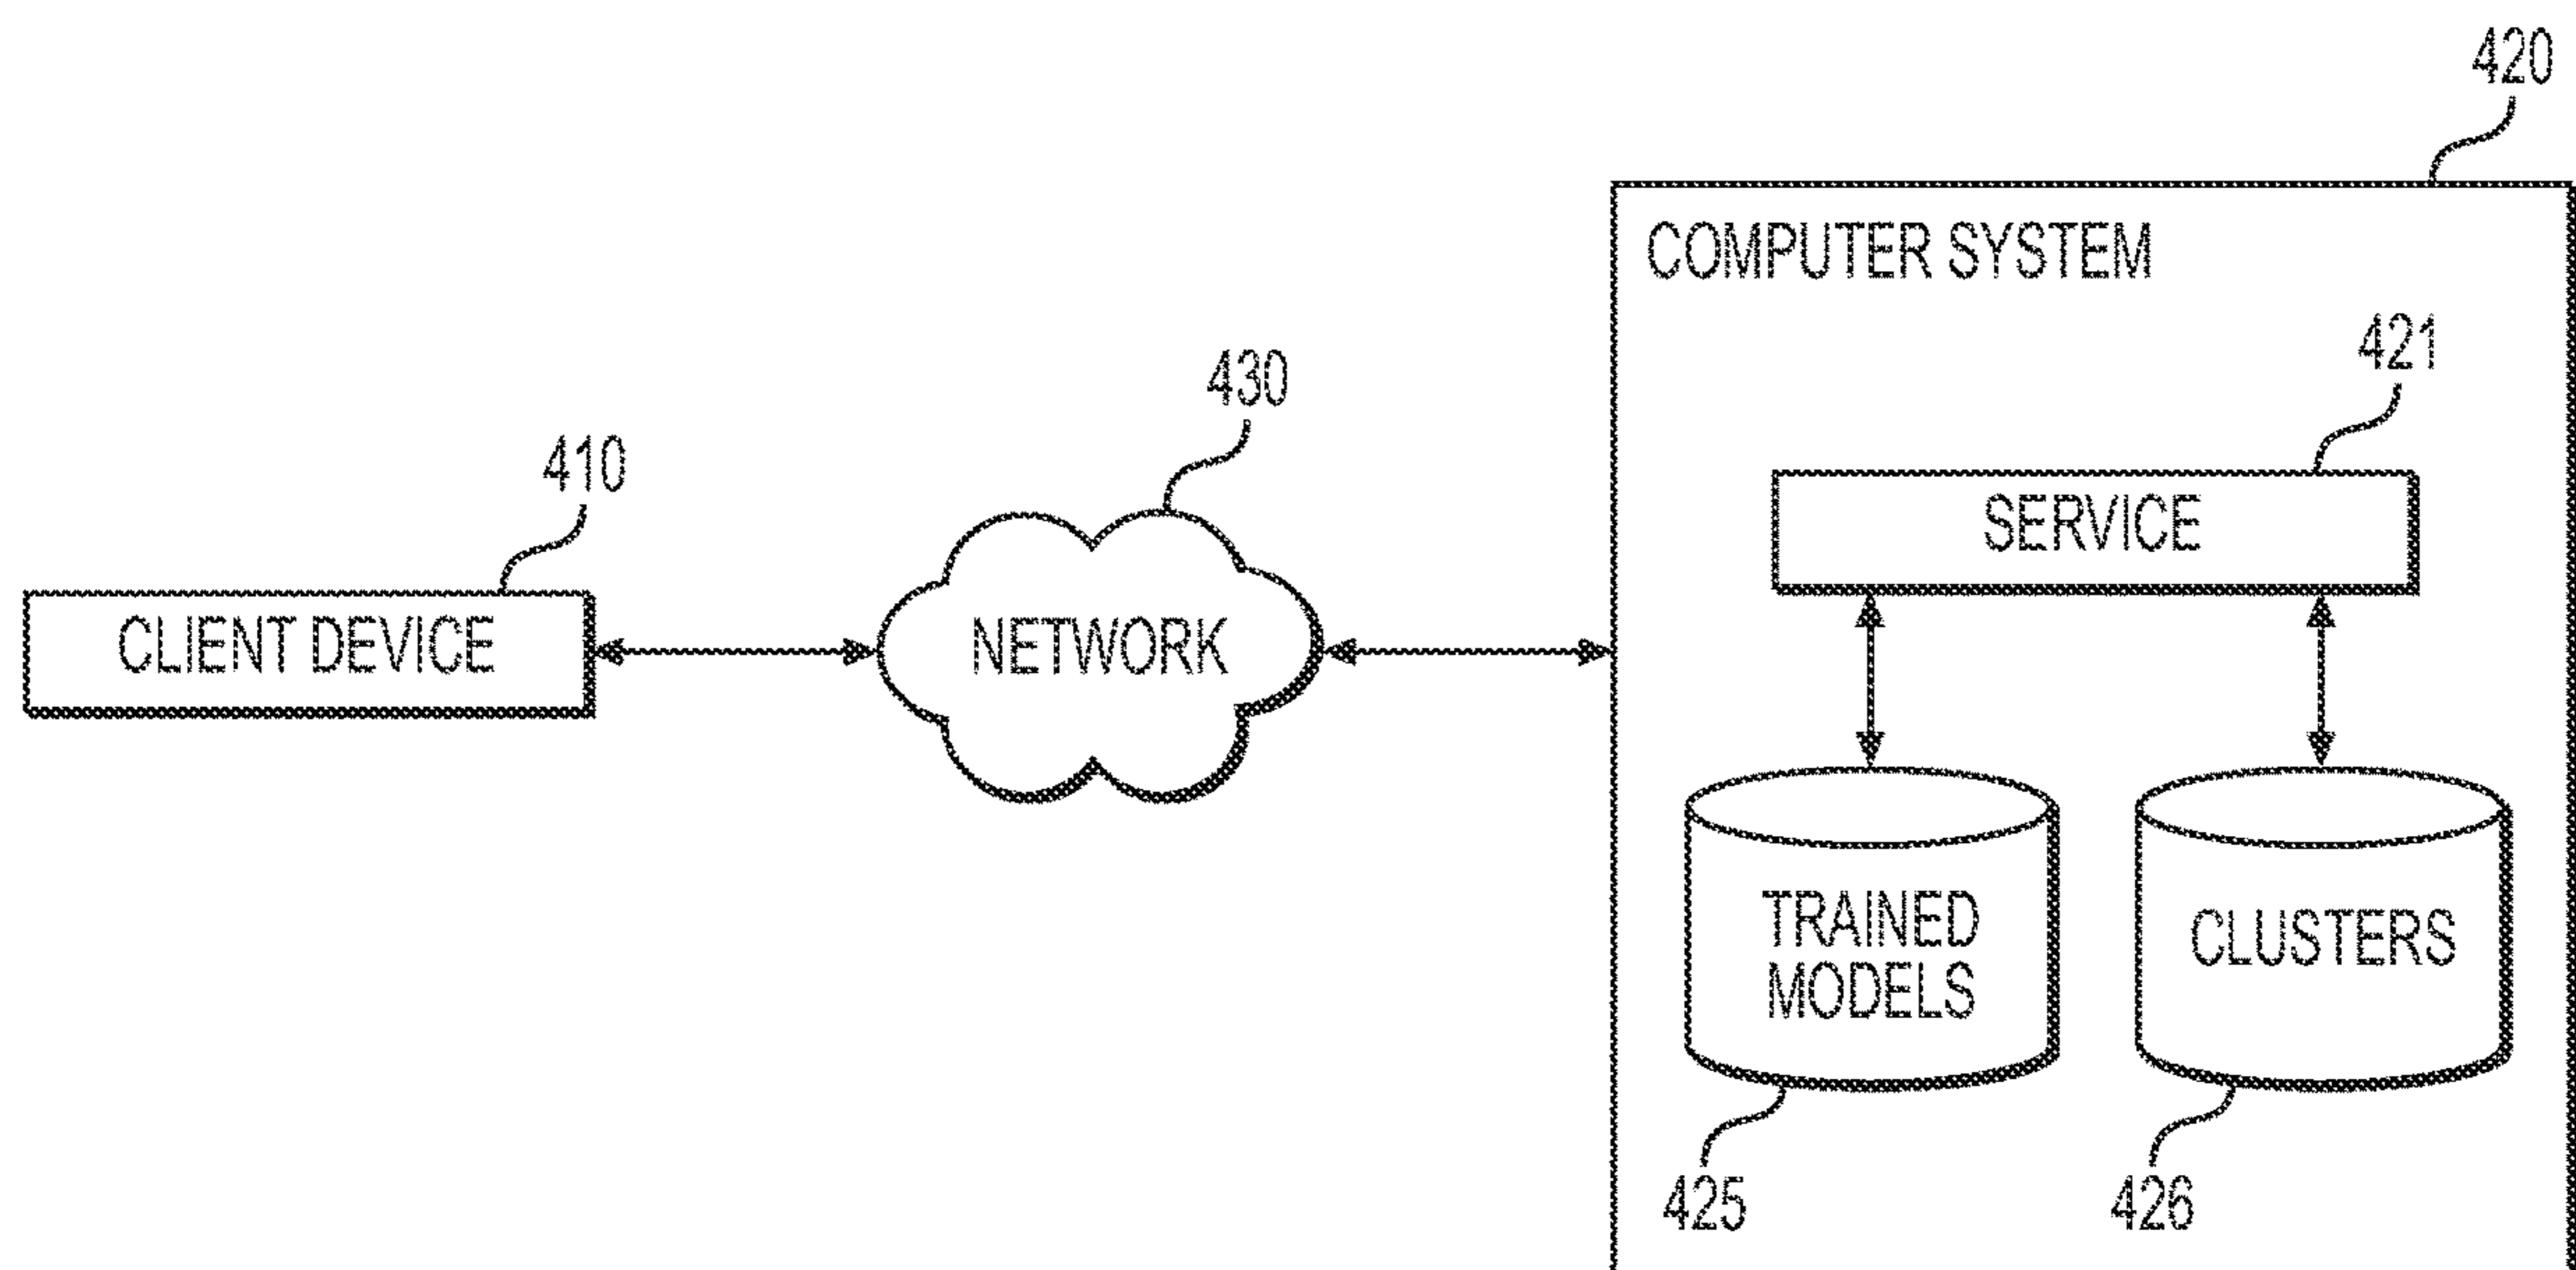 420
COMPUTER SYSTEM
421
430
SERVICE
410
CLIENT DEVICE
NETWORK
TRAINED
MODELS
CLUSTERS
425
426